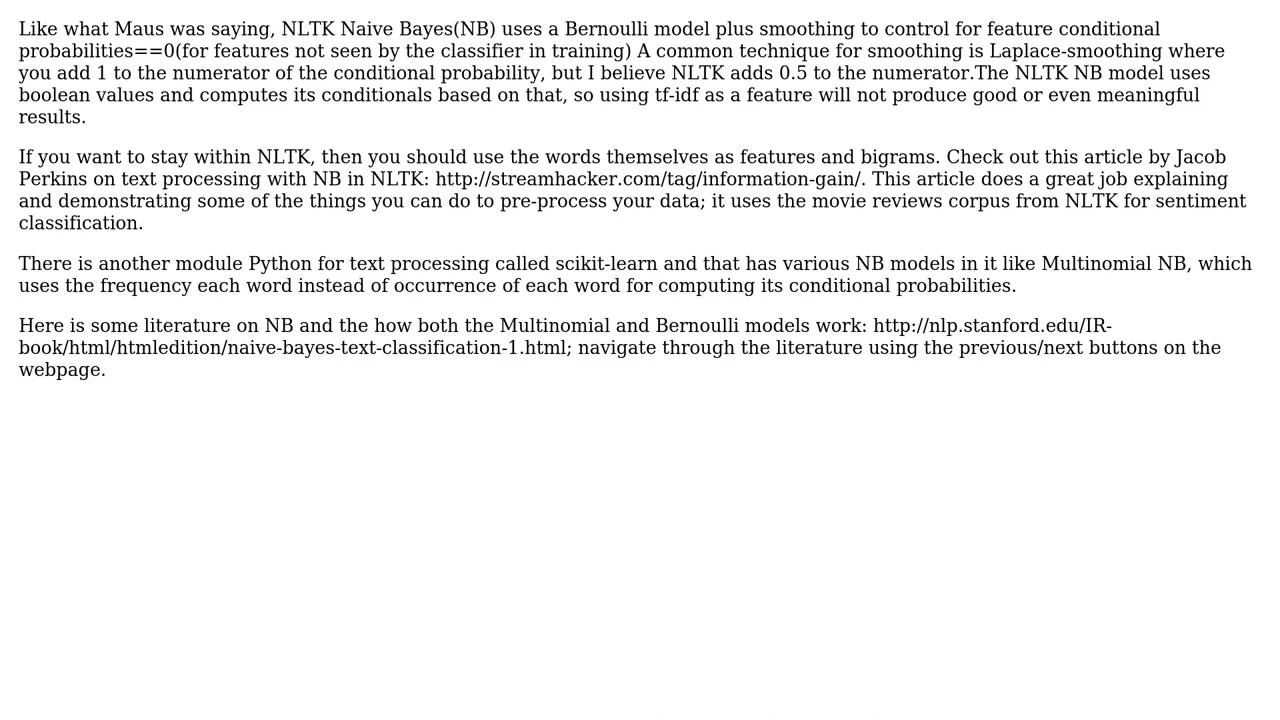 Like what Maus was saying, NLTK Naive Bayes(NB) uses a Bernoulli model plus smoothing to control for feature conditional
probabilities==0(for features not seen by the classifier in training) A common technique for smoothing is Laplace-smoothing where
you add 1 to the numerator of the conditional probability, but I believe NLTK adds 0.5 to the numerator.The NLTK NB model uses
boolean values and computes its conditionals based on that, so using tf-idf as a feature will not produce good or even meaningful
results.
If you want to stay within NLTK, then you should use the words themselves as features and bigrams. Check out this article by Jacob
Perkins on text processing with NB in NLTK: http://streamhacker.com/tag/information-gain/. This article does a great job explaining
and demonstrating some of the things you can do to pre-process your data; it uses the movie reviews corpus from NLTK for sentiment
classification.
There is another module Python for text processing called scikit-learn and that has various NB models in it like Multinomial NB, which
uses the frequency each word instead of occurrence of each word for computing its conditional probabilities.
Here is some literature on NB and the how both the Multinomial and Bernoulli models work: http://nlp.stanford.edu/IR-
book/html/htmledition/naive-bayes-text-classification-1.html; navigate through the literature using the previous/next buttons on the
webpage.